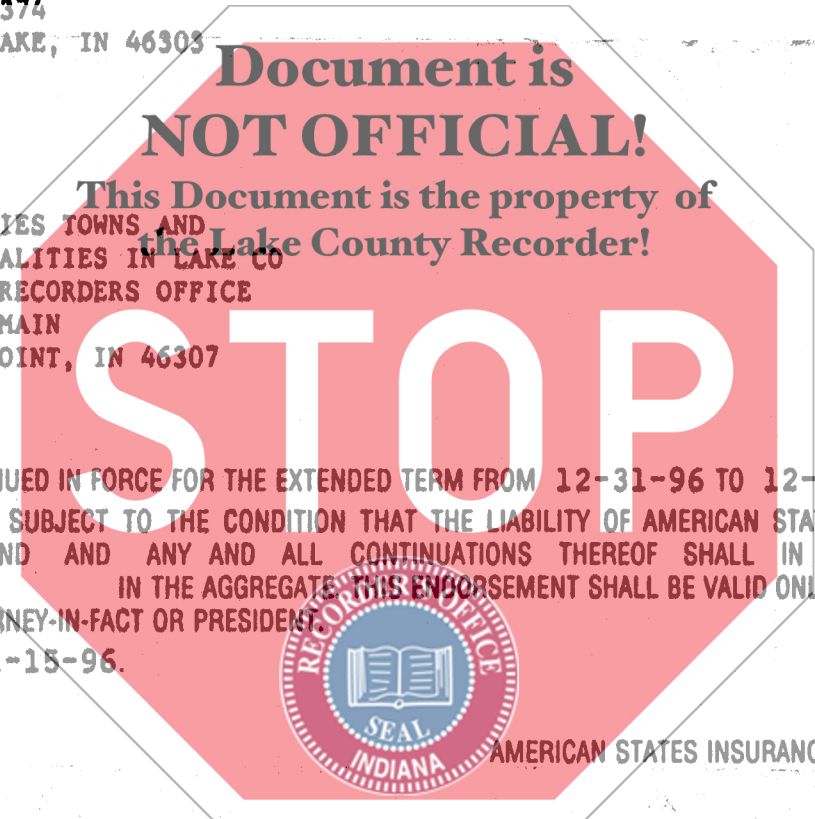 374
AKE, IN 46303
Document is
NOT OFFICIAL!
This Document is the property of
the Lake County Recorder!
IES TOWNS AND
ALITIES IN LAKE CO
RECORDERS OFFICE
MAIN
OINT, IN 46307
STOP
UED IN FORCE FOR THE EXTENDED TERM FROM 12-31-96 TO 12-
SUBJECT TO THE CONDITION THAT THE LIABILITY OF AMERICAN STA
ND AND ANY AND ALL CONTINUATIONS THEREOF SHALL IN
IN THE AGGREGATE. THIS ENDORSEMENT SHALL BE VALID ONL
NEY-IN-FACT OR PRESIDENT.
-15-96.
RECORDER'S OFFICE
SEAL
INDIANA
AMERICAN STATES INSURANC